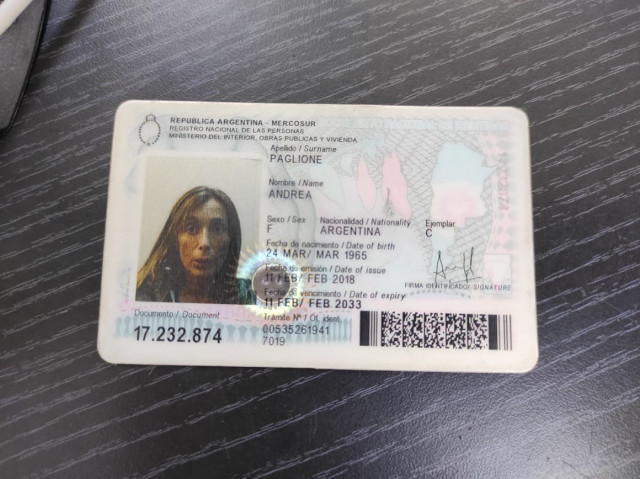 REPUBLICA ARGENTINA - MERCOSUR
REGISTRO NACIONAL DE LAS PERSONAS
MINISTERIO DEL INTERIOR, OBRAS PUBLICAS Y VIVIENDA
Apellido / Surname
PAGLIONE
Nombre / Name
ANDREA
Sexo / Sex Nacionalidad / Nationality Ejemplar
F ARGENTINA C
Fecha de nacimiento / Date of birth
24 MAR/ MAR 1965
Fecha de emisión / Date of issue
11 FEB/ FEB 2018
Fecha de vencimiento / Date of expiry
11 FEB/ FEB 2033
FIRMA IDENTIFICADO / SIGNATURE
Documento / Document Trámite Nº / Of. ident.
17.232.874 00535261941
7019